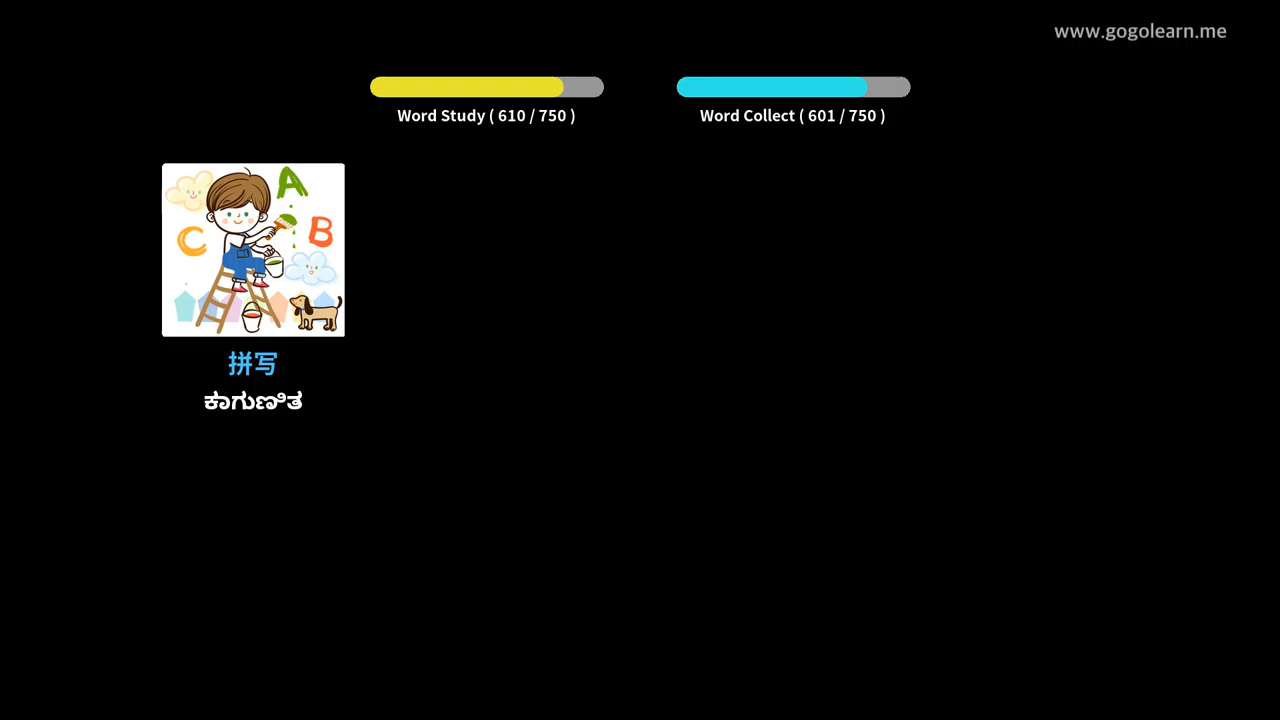 www.gogolearn.me
Word Study ( 610 / 750 )
Word Collect ( 601 / 750 )
A
B
C
拼写
ಕಾಗುಣಿತ